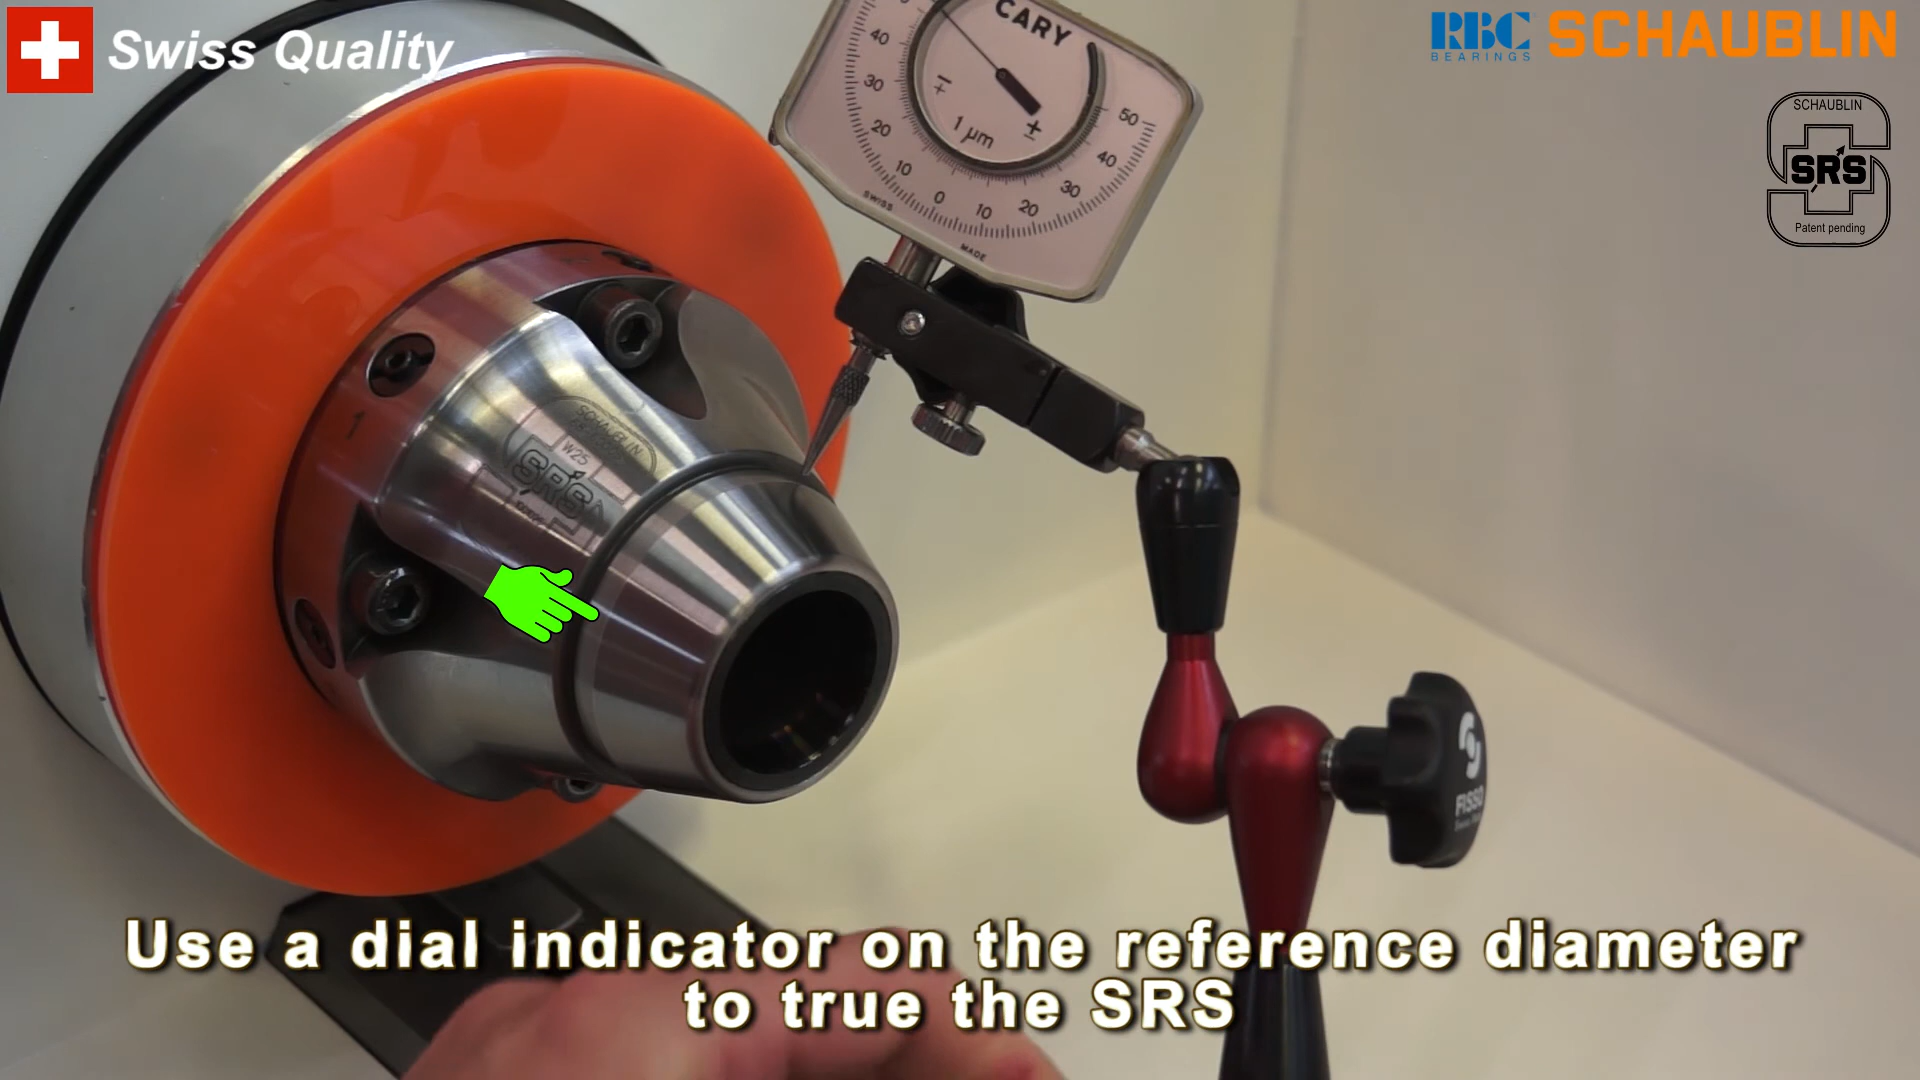 Swiss Quality
RBC
BEARINGS
SCHAUBLIN
SCHAUBLIN
SRS
Patent pending
CARY
40
30
20
10
0
10
20
30
40
50
1 µm
SWISS
MADE
1
SCHAUBLIN
W25
SRS
FISSO
Use a dial indicator on the reference diameter
to true the SRS